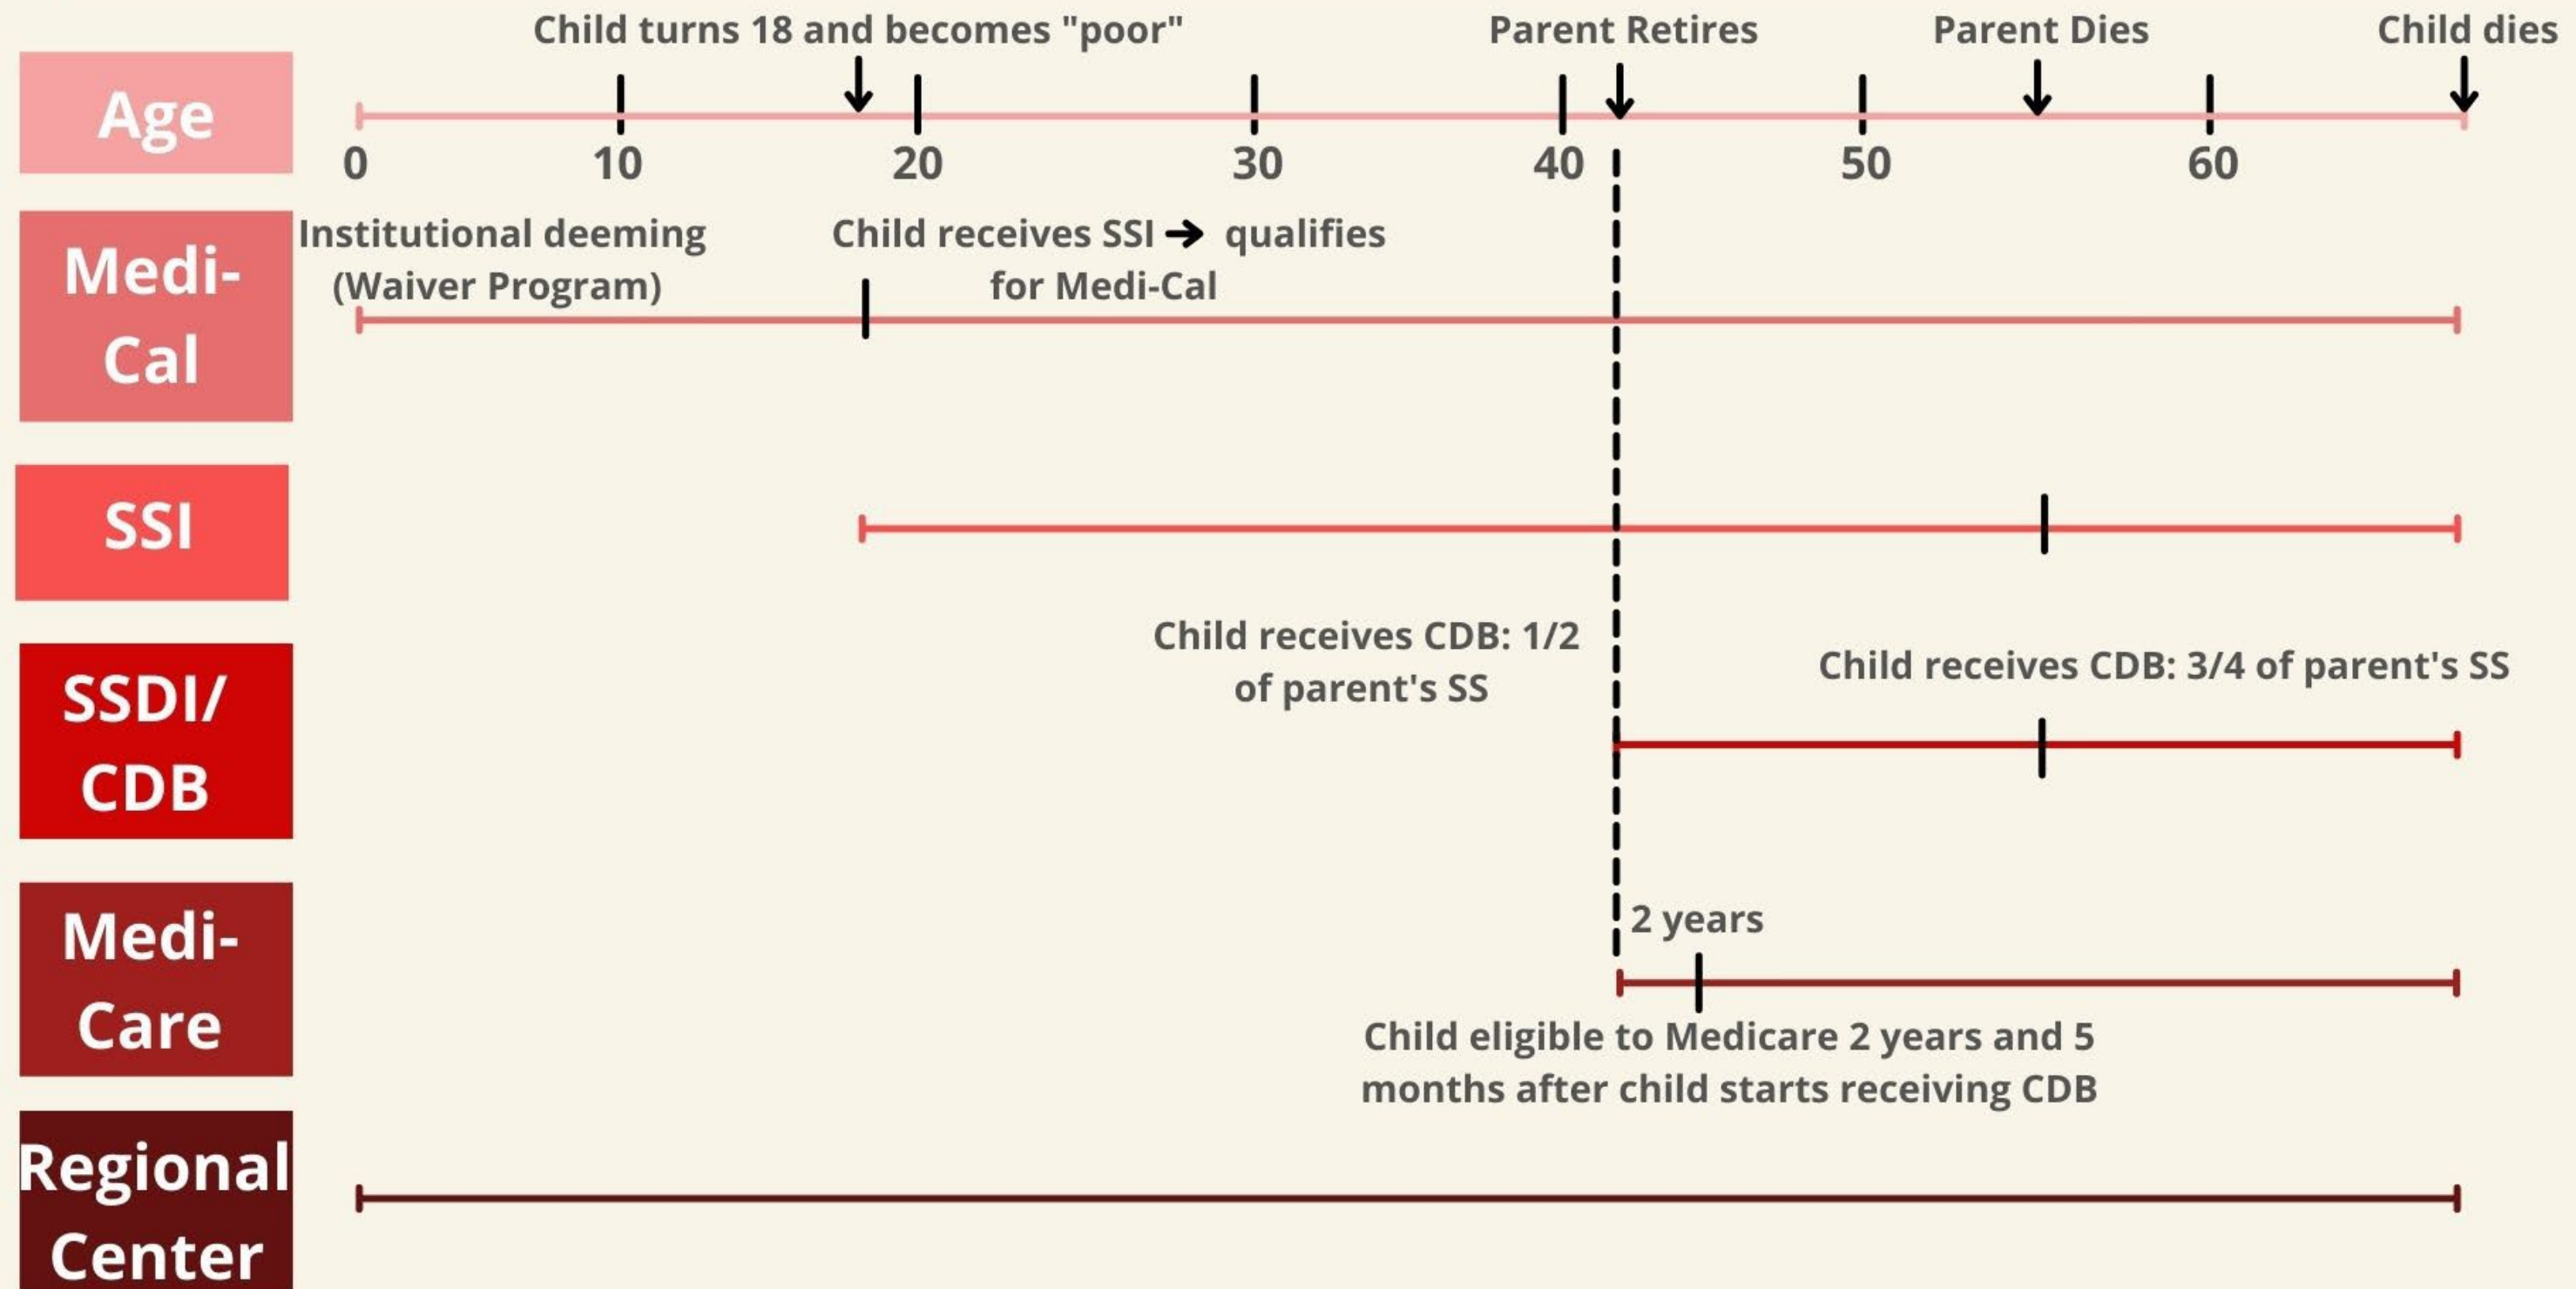 Child turns 18 and becomes "poor"
Parent Retires
Parent Dies
Child dies
Age
0
10
20
30
40
50
60
Medi-
Cal
Institutional deeming
(Waiver Program)
Child receives SSI → qualifies
for Medi-Cal
SSI
SSDI/
CDB
Child receives CDB: 1/2
of parent's SS
Child receives CDB: 3/4 of parent's SS
Medi-
Care
2 years
Child eligible to Medicare 2 years and 5
months after child starts receiving CDB
Regional
Center